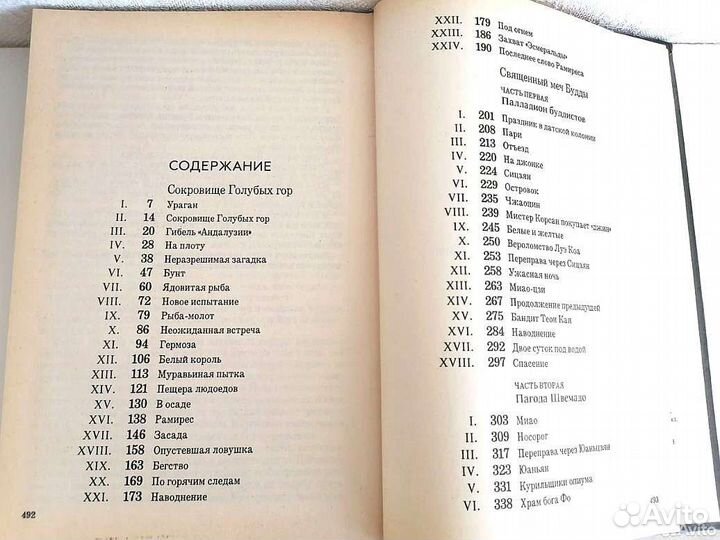 СОДЕРЖАНИЕ
Сокровище Голубых гор
I. 7 Ураган
II. 14 Сокровище Голубых гор
III. 20 Гибель «Андалузии»
IV. 28 На плоту
V. 38 Неразрешимая загадка
VI. 47 Бунт
VII. 60 Ядовитая рыба
VIII. 72 Новое испытание
IX. 79 Рыба-молот
X. 86 Неожиданная встреча
XI. 94 Гермоза
XII. 106 Белый король
XIII. 113 Муравьиная пытка
XIV. 121 Пещера людоедов
XV. 130 В осаде
XVI. 138 Рамирес
XVII. 146 Засада
XVIII. 158 Опустевшая ловушка
XIX. 163 Бегство
XX. 169 По горячим следам
XXI. 173 Наводнение
492
XXII. 179 Под огнем
XXIII. 186 Захват «Эсмеральды»
XXIV. 190 Последнее слово Рамиреса
Священный меч Будды
ЧАСТЬ ПЕРВАЯ
Палладион буддистов
I. 201 Праздник в датской колонии
II. 208 Пари
III. 213 Отъезд
IV. 220 На джонке
V. 224 Сицзян
VI. 229 Островок
VII. 235 Чжаопин
VIII. 239 Мистер Корсан покупает «джин»
IX. 245 Белые и желтые
X. 250 Вероломство Луэ Коа
XI. 253 Переправа через Сицзян
XII. 258 Ужасная ночь
XIII. 263 Миао-цзи
XIV. 267 Продолжение предыдущей
XV. 275 Бандит Теон Каи
XVI. 284 Наводнение
XVII. 292 Двое суток под водой
XVIII. 297 Спасение
ЧАСТЬ ВТОРАЯ
Пагода Швемадо
I. 303 Миао
II. 309 Носорог
III. 317 Переправа через Юаньцзян
IV. 323 Юаньян
V. 331 Курильщики опиума
VI. 338 Храм бога Фо
493
Avito